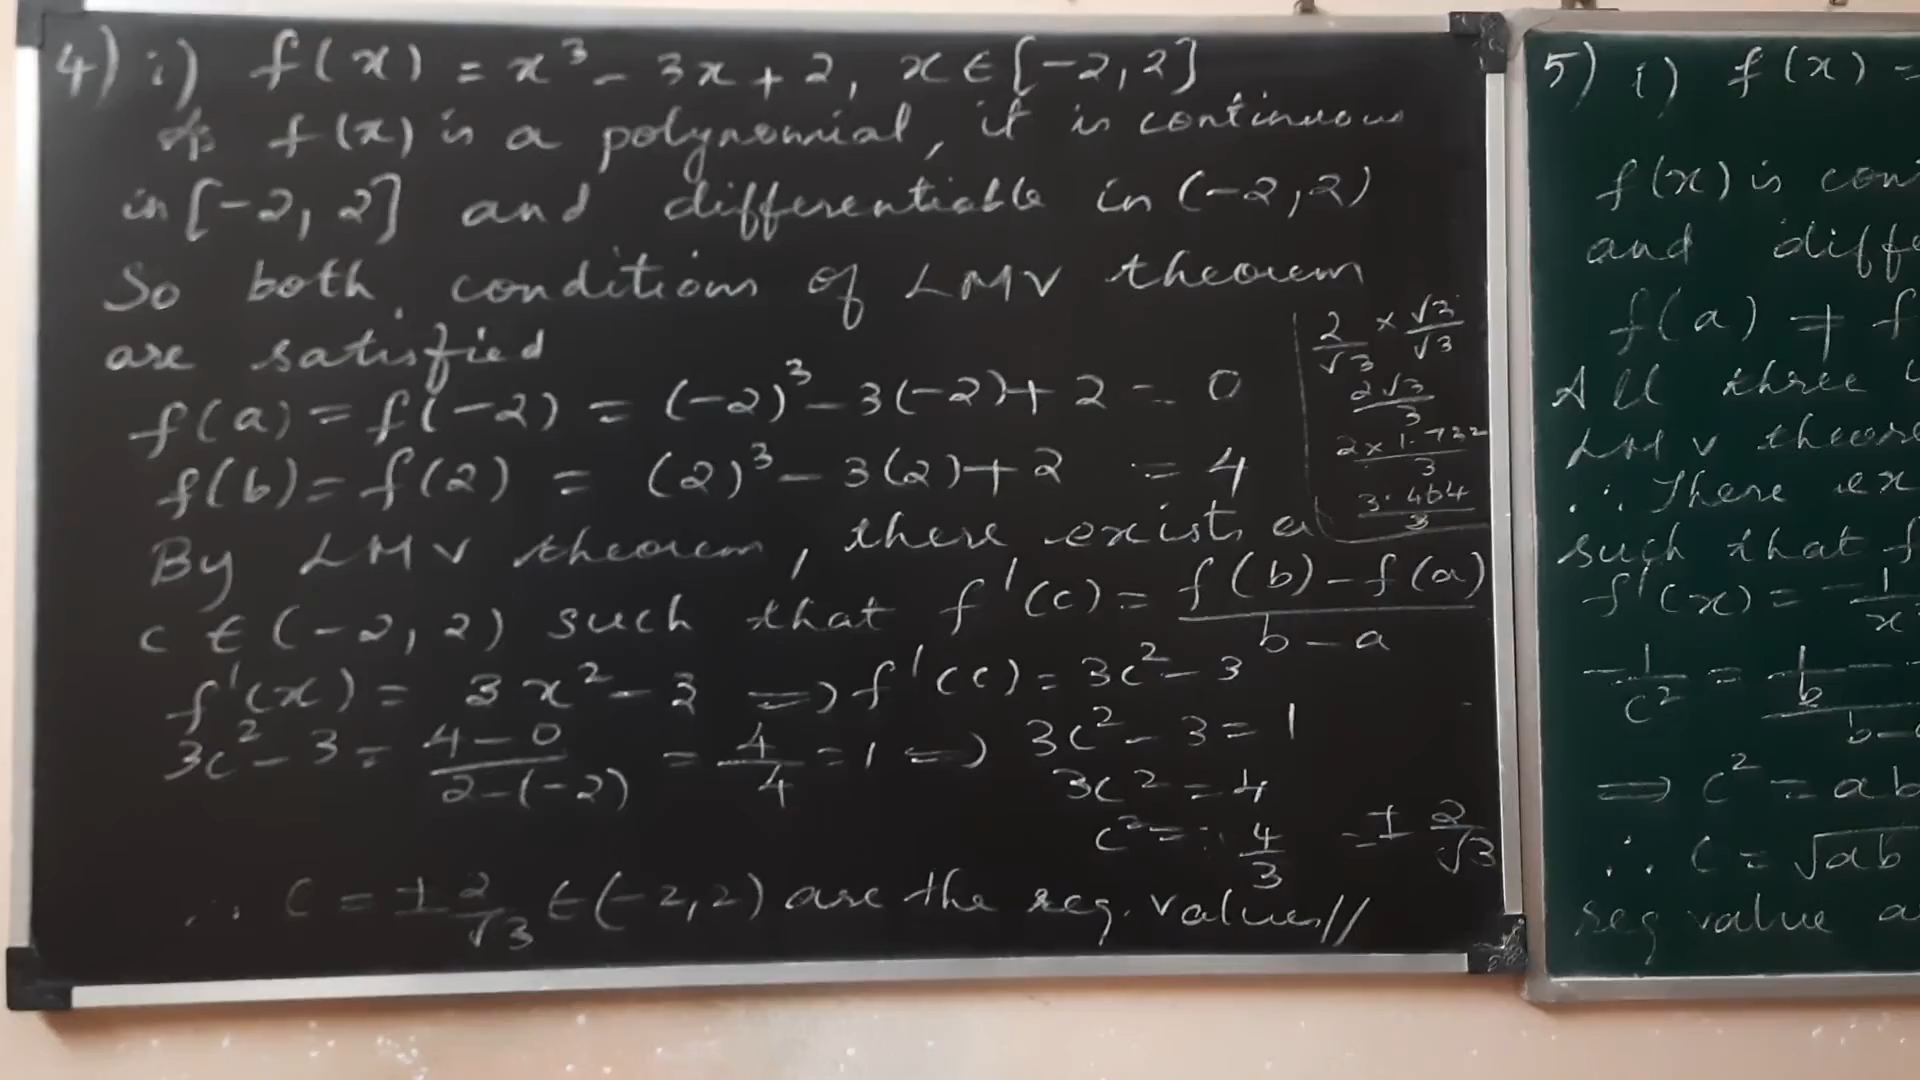 4) i) f(x) = x³ - 3x + 2, x ∈ [-2, 2]
As f(x) is a polynomial, it is continuous
in [-2, 2] and differentiable in (-2, 2)
So both conditions of LMV theorem
are satisfied
f(a) = f(-2) = (-2)³ - 3(-2) + 2 = 0
f(b) = f(2) = (2)³ - 3(2) + 2 = 4
By LMV theorem, there exists a
c ∈ (-2, 2) such that f'(c) = (f(b) - f(a))/(b - a)
f'(x) = 3x² - 3 ⇒ f'(c) = 3c² - 3
3c² - 3 = (4 - 0)/(2 - (-2)) = 4/4 = 1 ⇒ 3c² - 3 = 1
3c² = 4
c² = 4/3 = ± 2/√3
∴ c = ± 2/√3 ∈ (-2, 2) are the req. values//
2/√3 × √3/√3
2√3/3
2 × 1.732/3
3.464/3
5) i) f(x) =
f(x) is con
and diffe
f(a) ≠ f
All three
LMV theore
∴ There ex
such that f
f'(x) = -1/x²
-1/c² = 1/b - / b -
⇒ c² = ab
∴ c = √ab
req value a